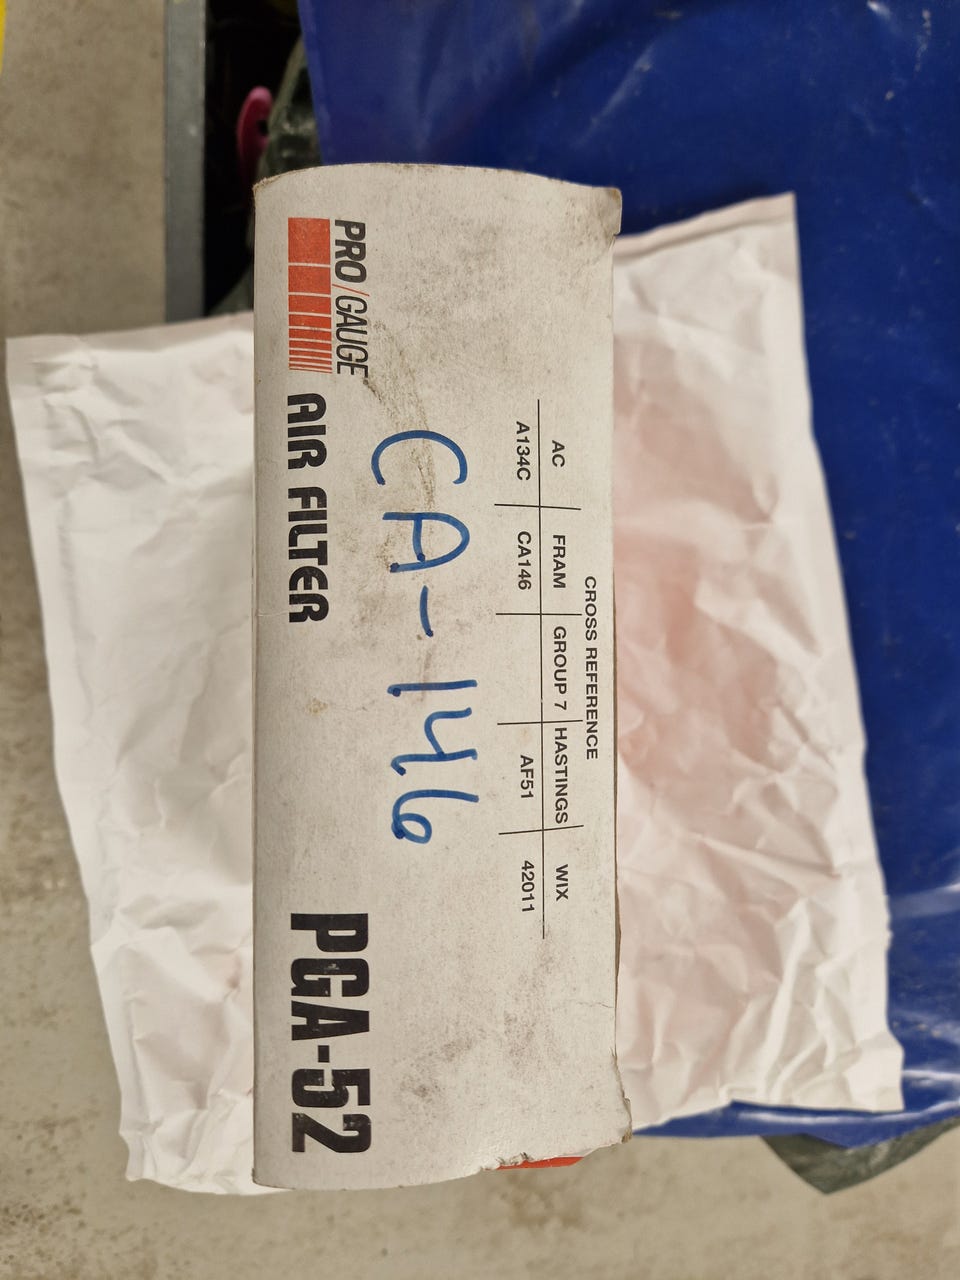 CROSS REFERENCE
AC FRAM GROUP 7 HASTINGS WIX
A134C CA146 AF51 42011
CA-146
PRO/GAUGE
AIR FILTER PGA-52